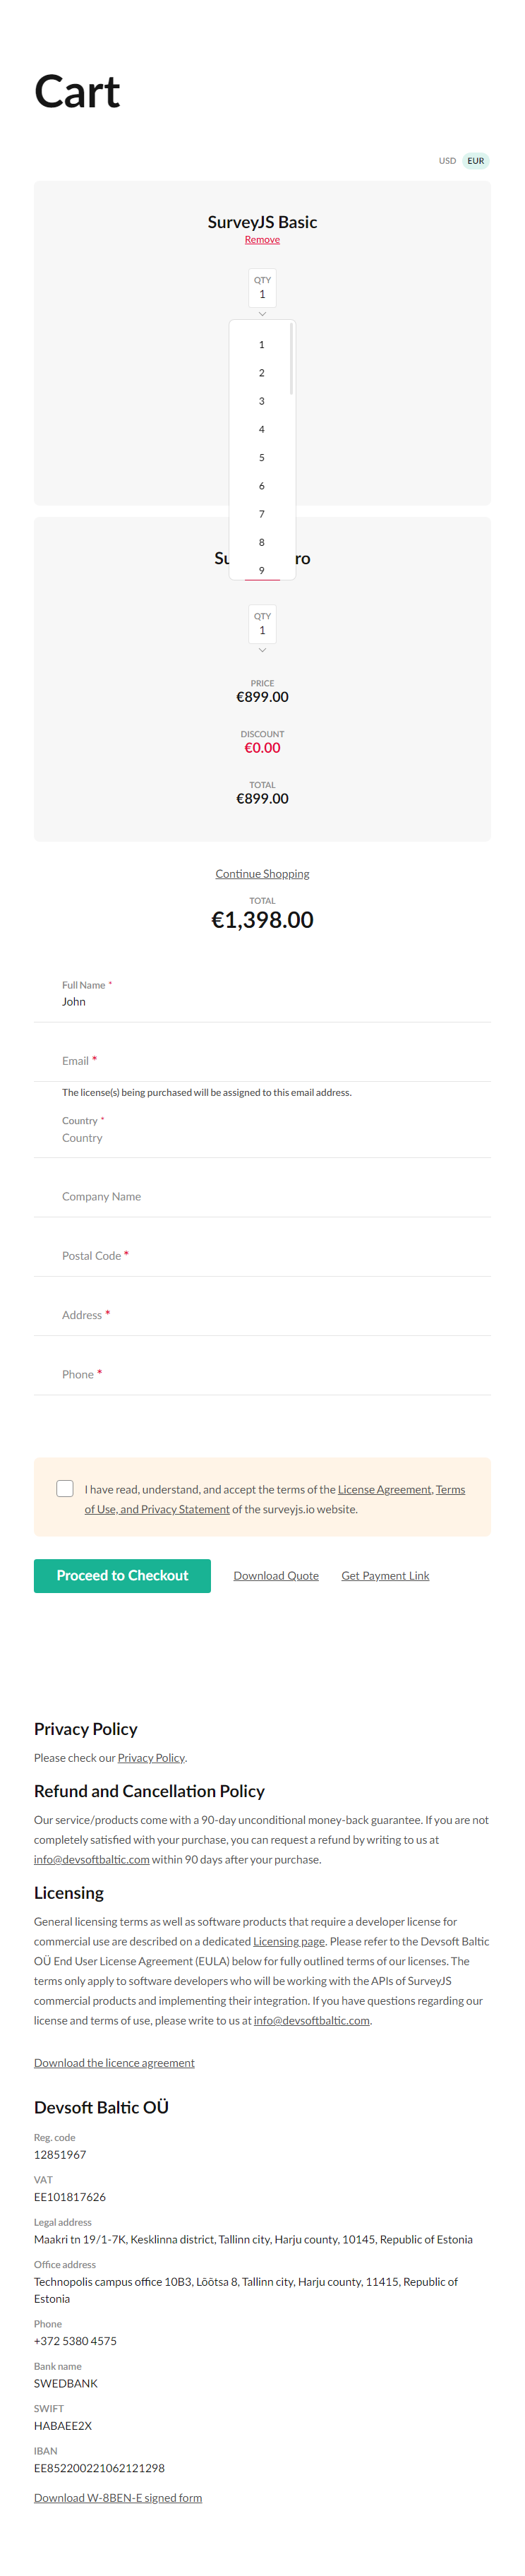 Cart
USD EUR
SurveyJS Basic
Remove
QTY
1
1
2
3
4
5
6
7
8
9
Su ro
QTY
1
PRICE
€899.00
DISCOUNT
€0.00
TOTAL
€899.00
Continue Shopping
TOTAL
€1,398.00
Full Name *
John
Email *
The license(s) being purchased will be assigned to this email address.
Country *
Country
Company Name
Postal Code *
Address *
Phone *
I have read, understand, and accept the terms of the License Agreement, Terms
of Use, and Privacy Statement of the surveyjs.io website.
Proceed to Checkout Download Quote Get Payment Link
Privacy Policy
Please check our Privacy Policy.
Refund and Cancellation Policy
Our service/products come with a 90-day unconditional money-back guarantee. If you are not
completely satisfied with your purchase, you can request a refund by writing to us at
info@devsoftbaltic.com within 90 days after your purchase.
Licensing
General licensing terms as well as software products that require a developer license for
commercial use are described on a dedicated Licensing page. Please refer to the Devsoft Baltic
OÜ End User License Agreement (EULA) below for fully outlined terms of our licenses. The
terms only apply to software developers who will be working with the APIs of SurveyJS
commercial products and implementing their integration. If you have questions regarding our
license and terms of use, please write to us at info@devsoftbaltic.com.
Download the licence agreement
Devsoft Baltic OÜ
Reg. code
12851967
VAT
EE101817626
Legal address
Maakri tn 19/1-7K, Kesklinna district, Tallinn city, Harju county, 10145, Republic of Estonia
Office address
Technopolis campus office 10B3, Lõõtsa 8, Tallinn city, Harju county, 11415, Republic of
Estonia
Phone
+372 5380 4575
Bank name
SWEDBANK
SWIFT
HABAEE2X
IBAN
EE852200221062121298
Download W-8BEN-E signed form